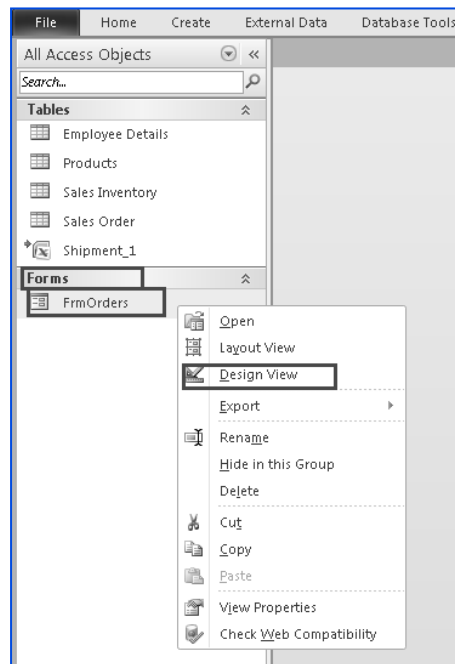 File Home Create External Data Database Tools
All Access Objects
Search...
Tables
Employee Details
Products
Sales Inventory
Sales Order
Shipment_1
Forms
FrmOrders
Open
Layout View
Design View
Export
Rename
Hide in this Group
Delete
Cut
Copy
Paste
View Properties
Check Web Compatibility